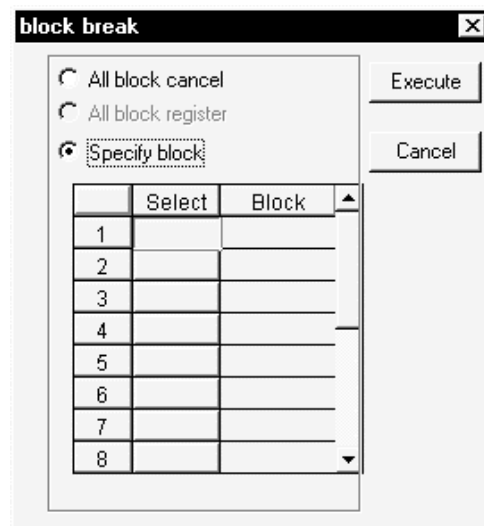 block break
All block cancel
Execute
All block register
Specify block
Cancel
Select Block
1
2
3
4
5
6
7
8